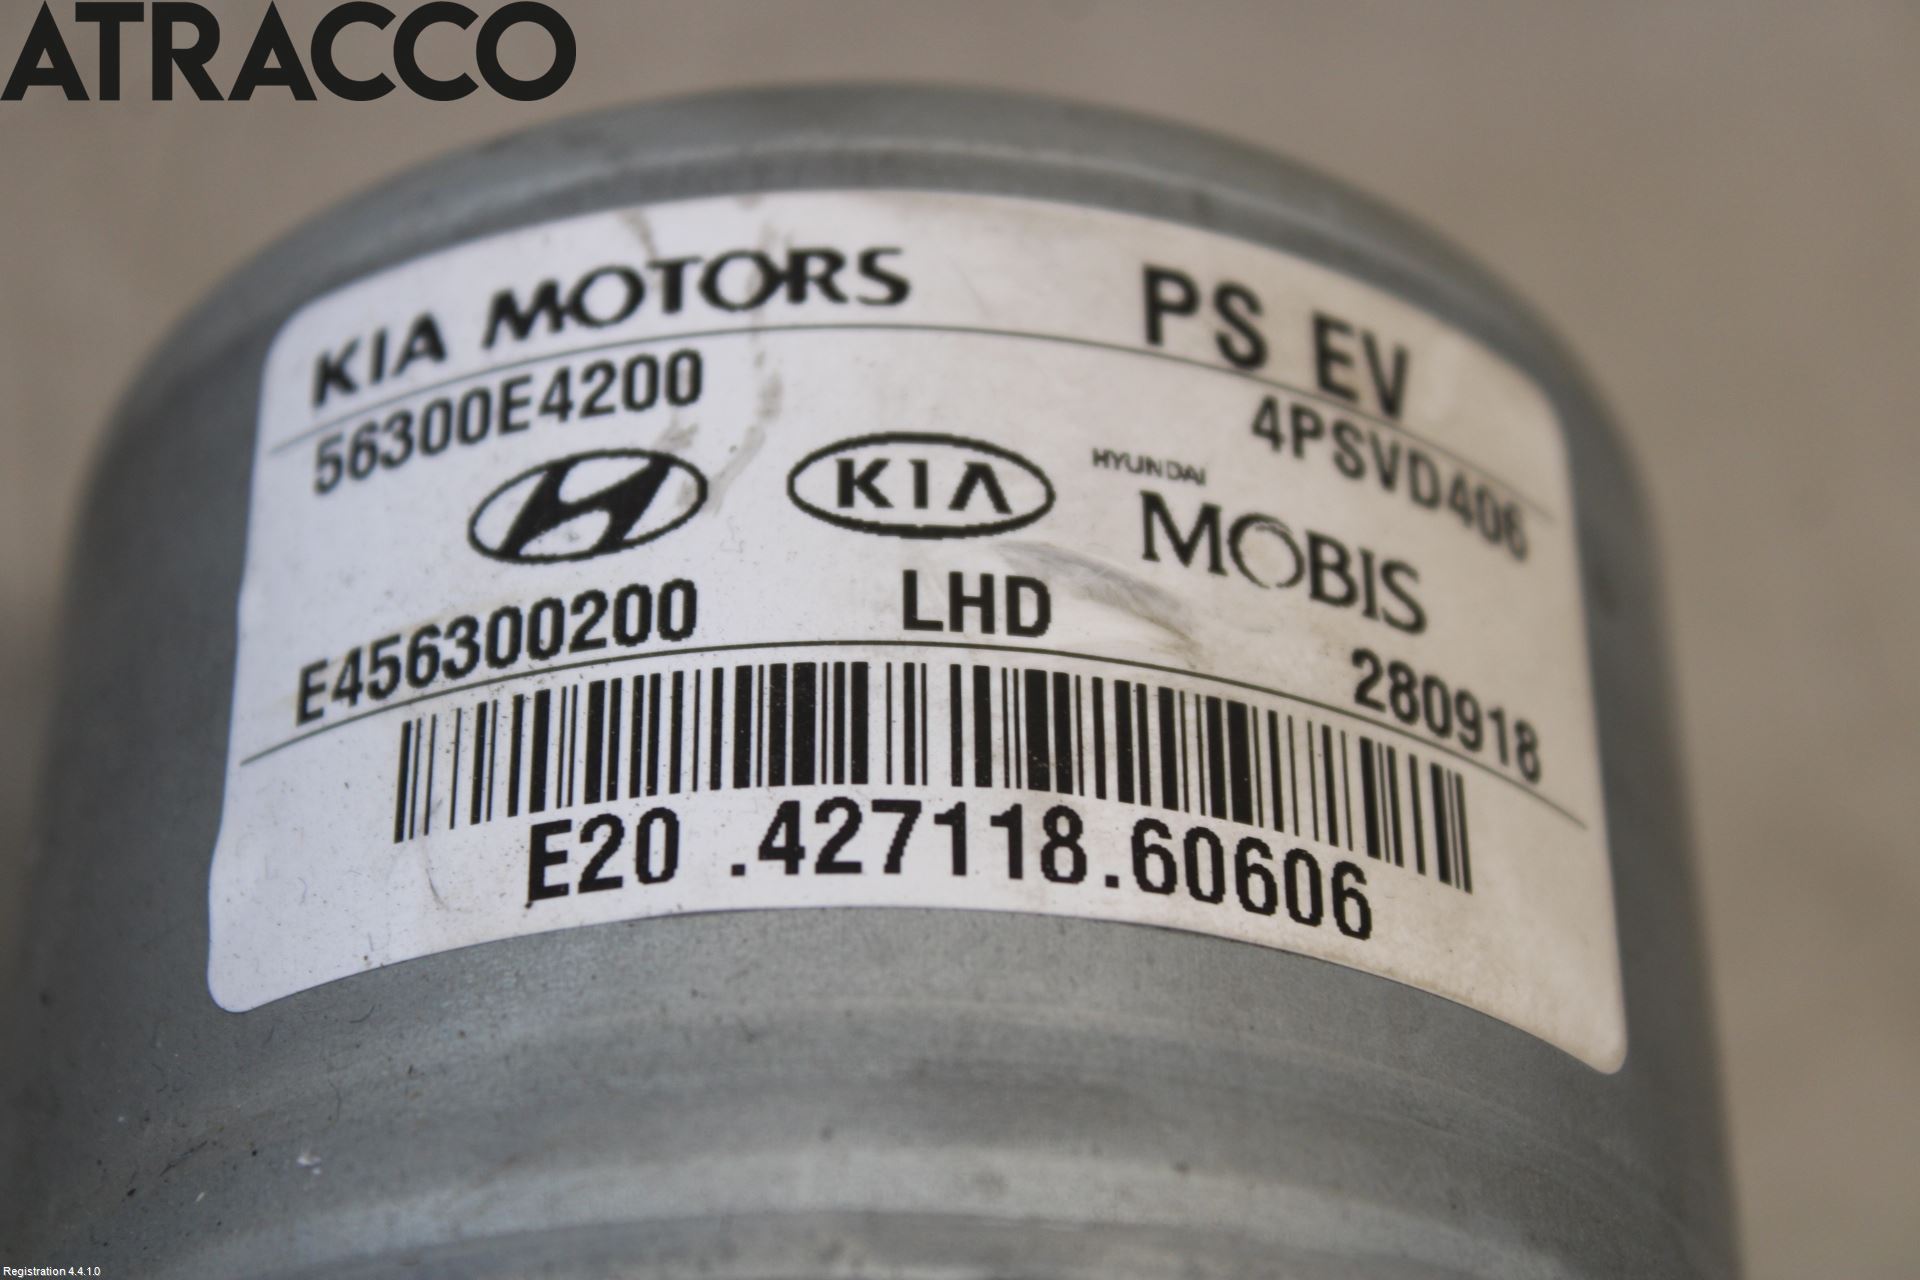 ATRACCO
KIA MOTORS PS EV
56300E4200 4PSVD406
KIA HYUNDAI
MOBIS
E456300200 LHD 280918
E20 .427118.60606
Registration 4.4.1.0